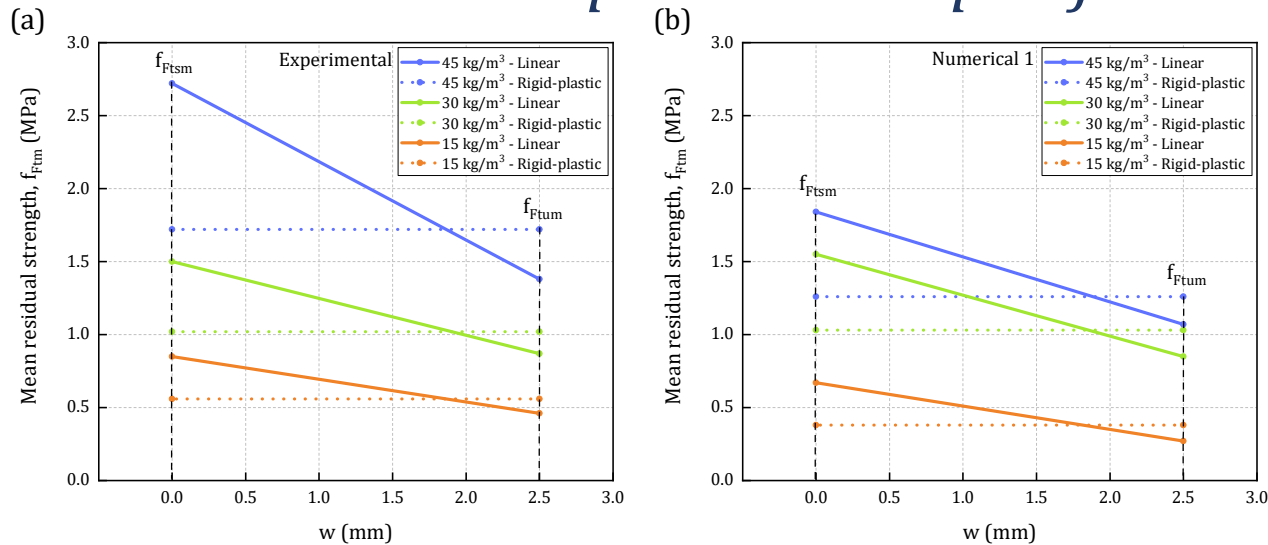 (a)
Experimental
f_Ftsm
f_Ftum
45 kg/m³ - Linear
45 kg/m³ - Rigid-plastic
30 kg/m³ - Linear
30 kg/m³ - Rigid-plastic
15 kg/m³ - Linear
15 kg/m³ - Rigid-plastic
Mean residual strength, f_Ftm (MPa)
3.0
2.5
2.0
1.5
1.0
0.5
0.0
0.0 0.5 1.0 1.5 2.0 2.5 3.0
w (mm)
(b)
Numerical 1
f_Ftsm
f_Ftum
45 kg/m³ - Linear
45 kg/m³ - Rigid-plastic
30 kg/m³ - Linear
30 kg/m³ - Rigid-plastic
15 kg/m³ - Linear
15 kg/m³ - Rigid-plastic
Mean residual strength, f_Ftm (MPa)
3.0
2.5
2.0
1.5
1.0
0.5
0.0
0.0 0.5 1.0 1.5 2.0 2.5 3.0
w (mm)